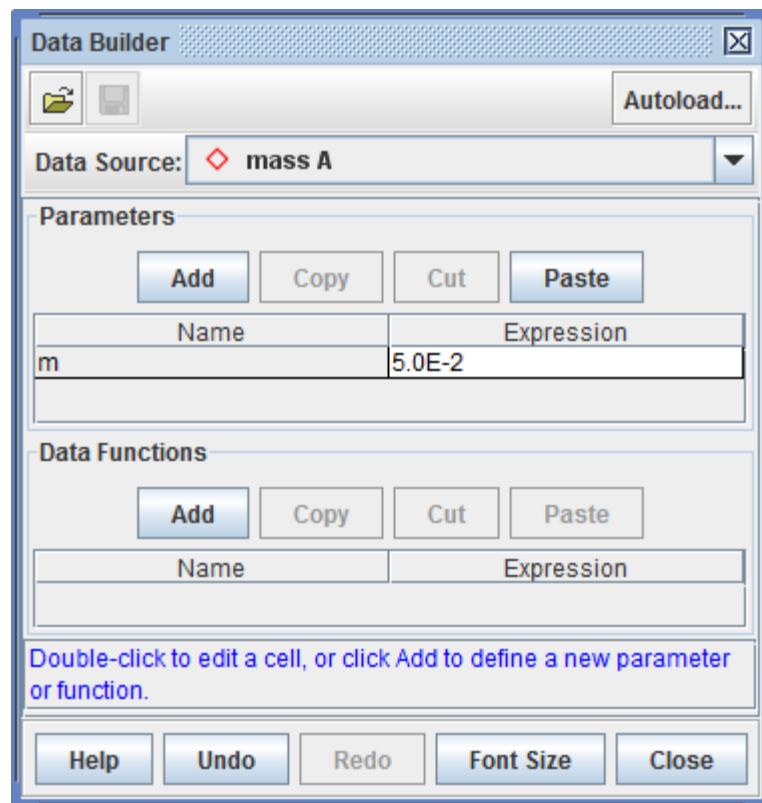 Data Builder
Autoload...
Data Source: mass A
Parameters
Add Copy Cut Paste
Name Expression
m 5.0E-2
Data Functions
Add Copy Cut Paste
Name Expression
Double-click to edit a cell, or click Add to define a new parameter
or function.
Help Undo Redo Font Size Close